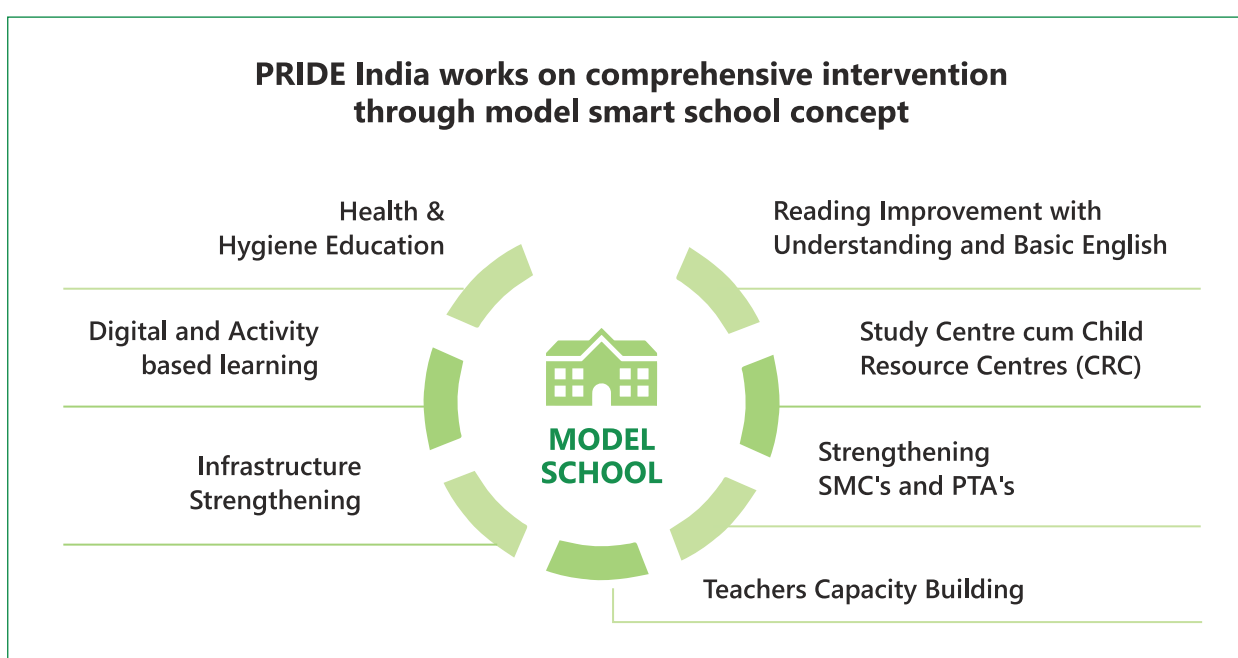 PRIDE India works on comprehensive intervention
through model smart school concept
Health &
Hygiene Education
Digital and Activity
based learning
Infrastructure
Strengthening
MODEL
SCHOOL
Reading Improvement with
Understanding and Basic English
Study Centre cum Child
Resource Centres (CRC)
Strengthening
SMC's and PTA's
Teachers Capacity Building